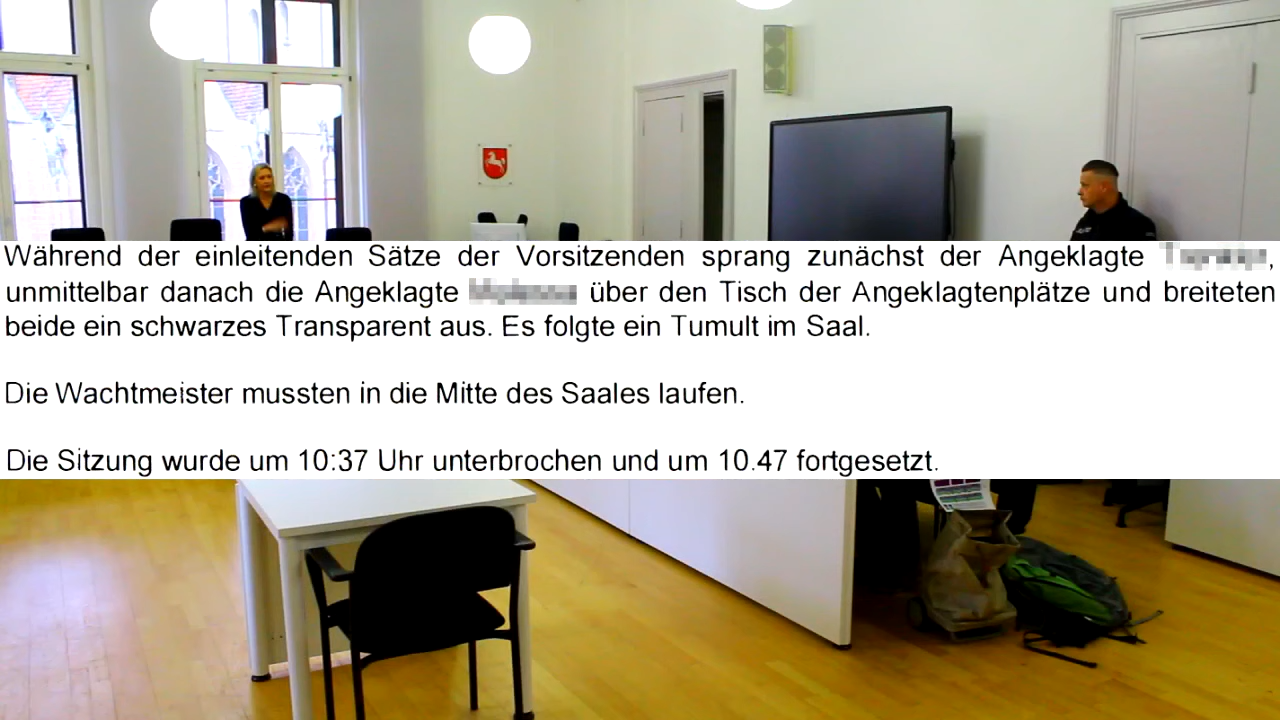 Während der einleitenden Sätze der Vorsitzenden sprang zunächst der Angeklagte ,
unmittelbar danach die Angeklagte über den Tisch der Angeklagtenplätze und breiteten
beide ein schwarzes Transparent aus. Es folgte ein Tumult im Saal.
Die Wachtmeister mussten in die Mitte des Saales laufen.
Die Sitzung wurde um 10:37 Uhr unterbrochen und um 10.47 fortgesetzt.